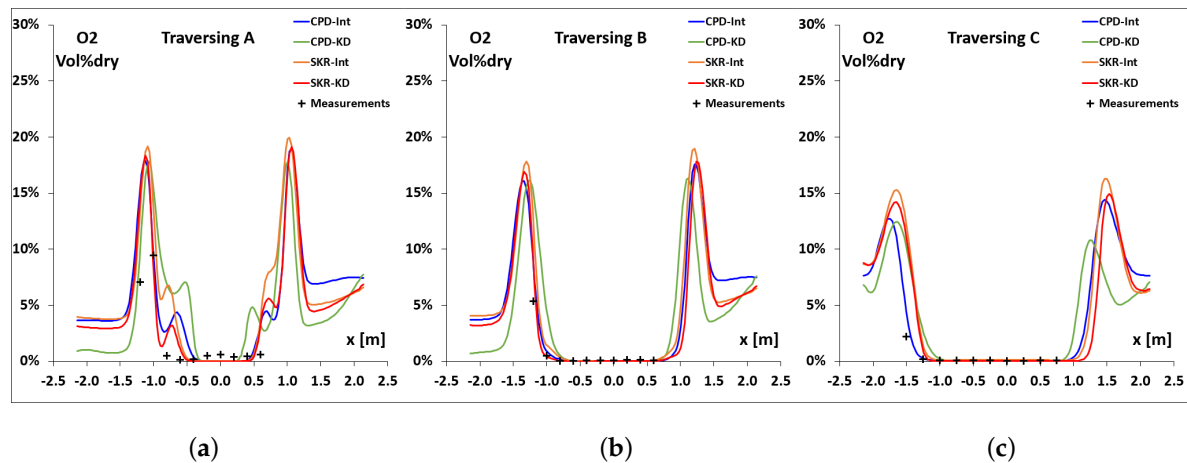 30%
25%
20%
15%
10%
5%
0%
O2
Vol%dry
Traversing A
CPD-Int
CPD-KD
SKR-Int
SKR-KD
Measurements
x [m]
-2.5 -2.0 -1.5 -1.0 -0.5 0.0 0.5 1.0 1.5 2.0 2.5
(a)
30%
25%
20%
15%
10%
5%
0%
O2
Vol%dry
Traversing B
CPD-Int
CPD-KD
SKR-Int
SKR-KD
Measurements
x [m]
-2.5 -2.0 -1.5 -1.0 -0.5 0.0 0.5 1.0 1.5 2.0 2.5
(b)
30%
25%
20%
15%
10%
5%
0%
O2
Vol%dry
Traversing C
CPD-Int
CPD-KD
SKR-Int
SKR-KD
Measurements
x [m]
-2.5 -2.0 -1.5 -1.0 -0.5 0.0 0.5 1.0 1.5 2.0 2.5
(c)